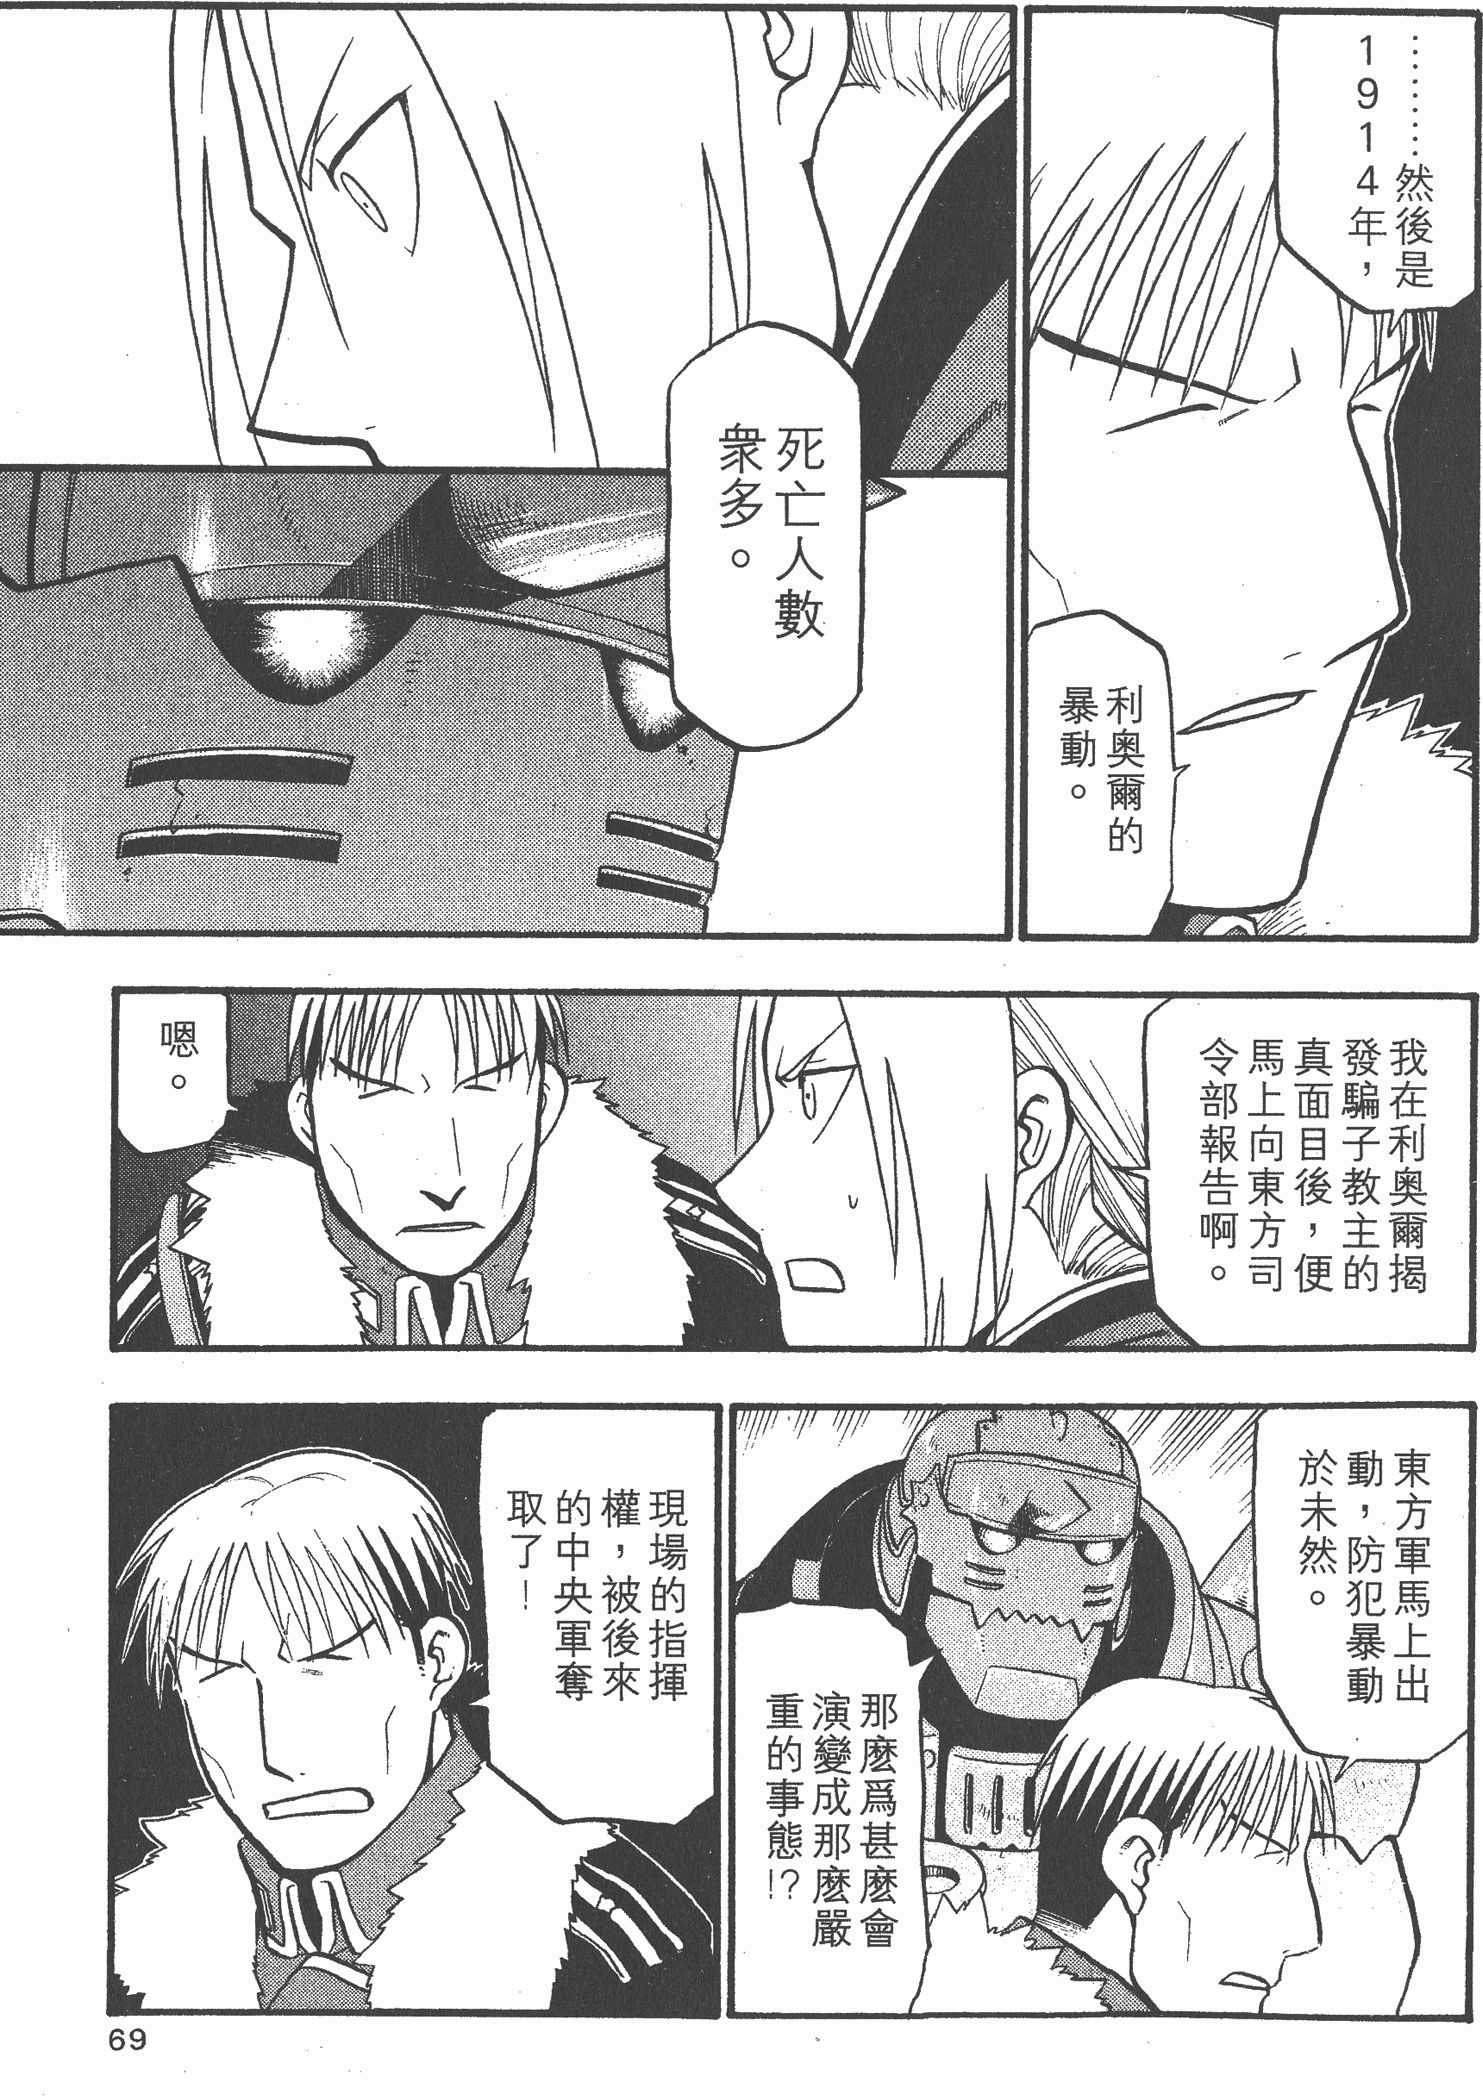 ………然後是
1914年，
利奧爾的
暴動。
死亡人數
衆多。
我在利奧爾揭
發騙子教主的
真面目後，便
馬上向東方司
令部報告啊。
嗯。
東方軍馬上出
動，防犯暴動
於未然。
那麽爲甚麽會
演變成那麽嚴
重的事態!?
現場的指揮
權，被後來
的中央軍奪
取了!
69